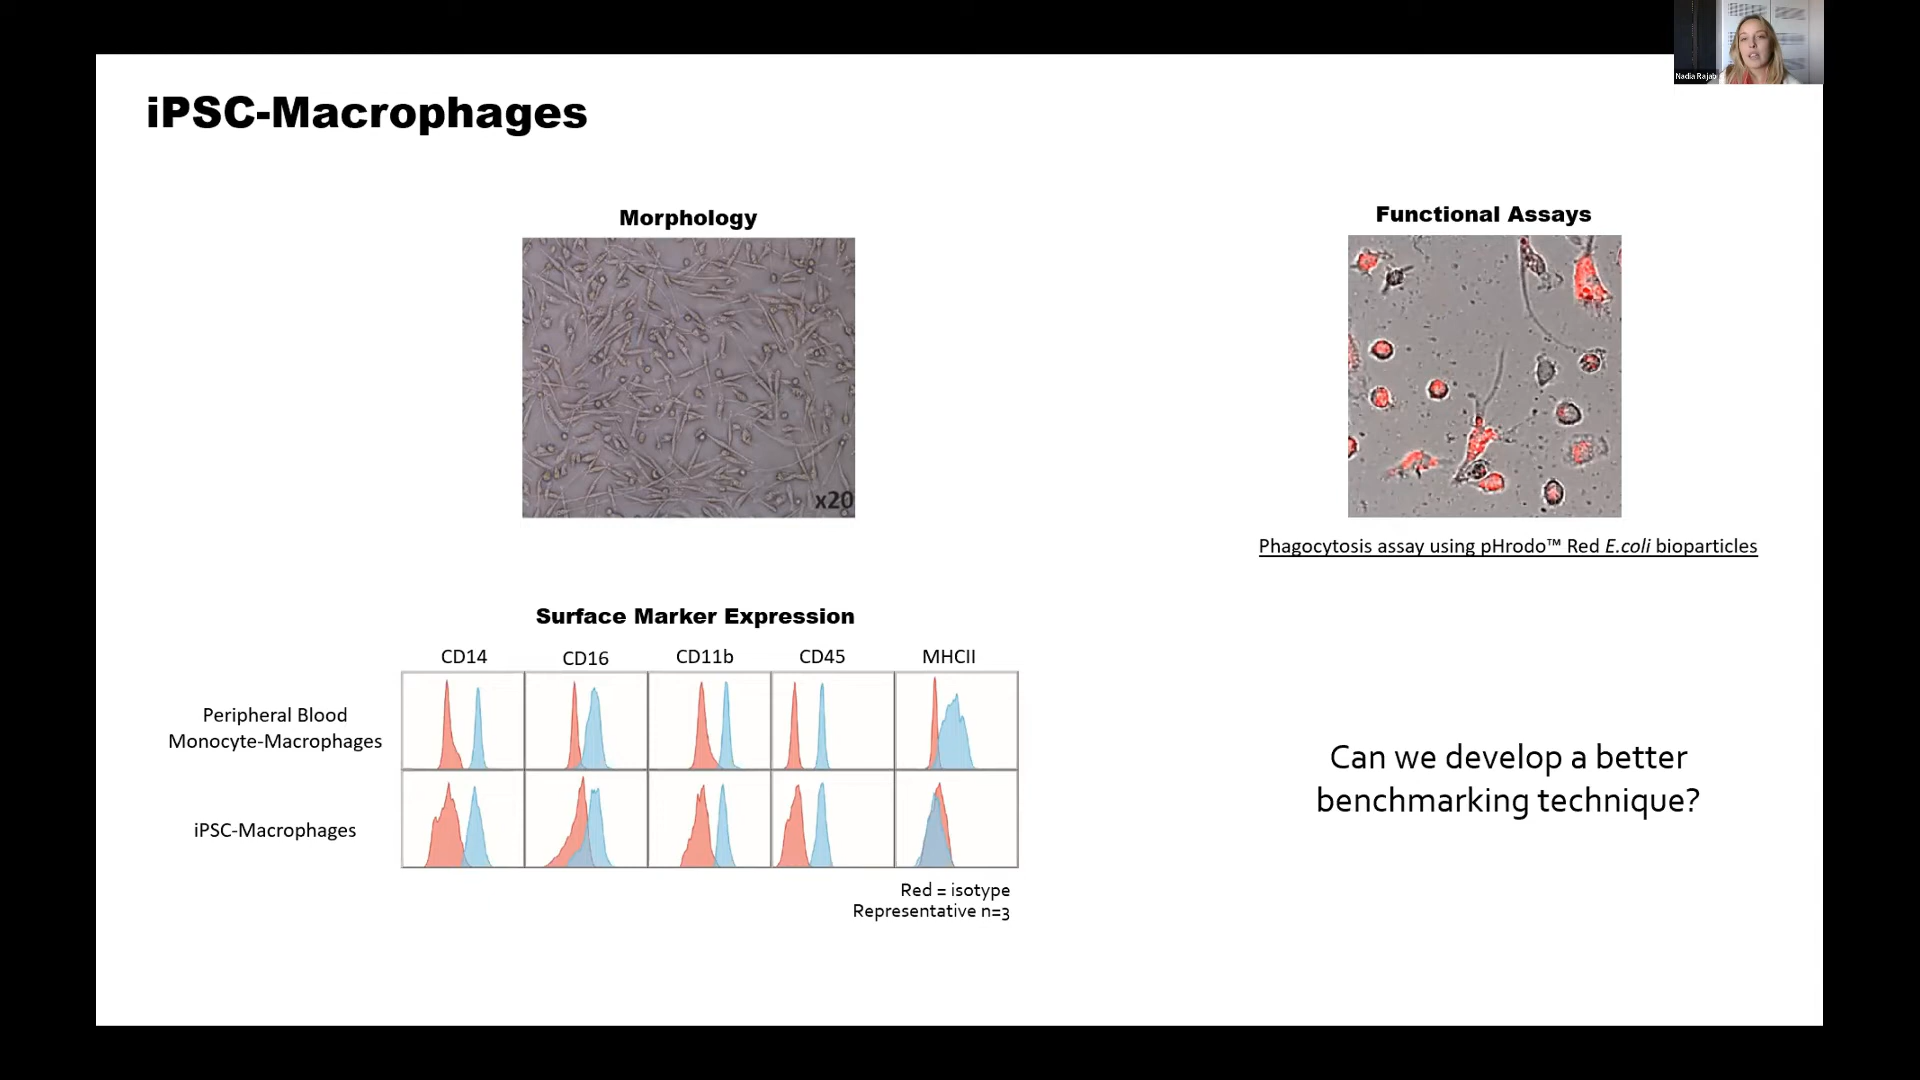 Nadia Rajab
iPSC-Macrophages
Morphology
x20
Functional Assays
Phagocytosis assay using pHrodo™ Red E.coli bioparticles
Surface Marker Expression
CD14 CD16 CD11b CD45 MHCII
Peripheral Blood
Monocyte-Macrophages
iPSC-Macrophages
Red = isotype
Representative n=3
Can we develop a better
benchmarking technique?